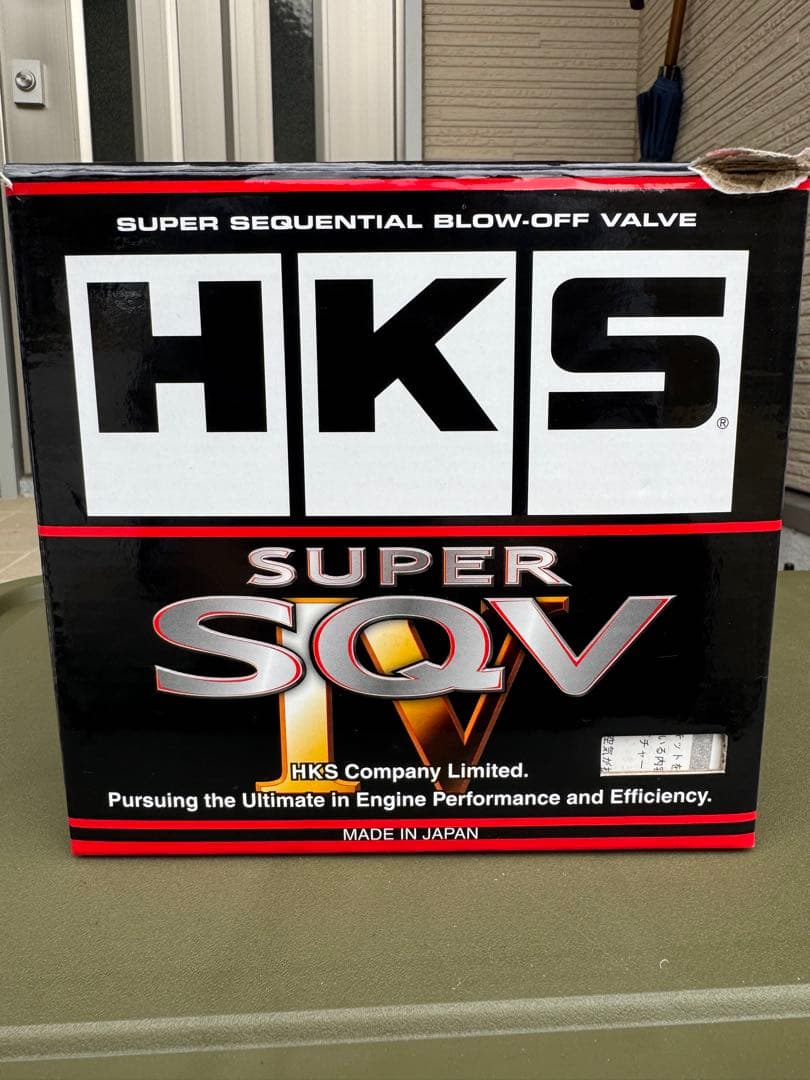 SUPER SEQUENTIAL BLOW-OFF VALVE
HKS®
SUPER
SQV
IV
HKS Company Limited.
Pursuing the Ultimate in Engine Performance and Efficiency.
MADE IN JAPAN